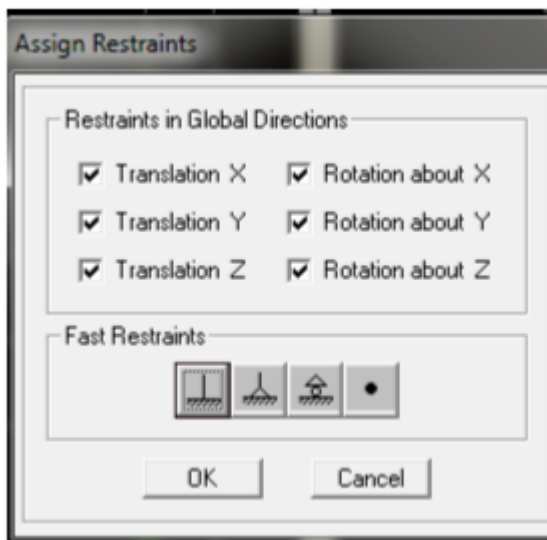 Assign Restraints
Restraints in Global Directions
Translation X Rotation about X
Translation Y Rotation about Y
Translation Z Rotation about Z
Fast Restraints
OK Cancel